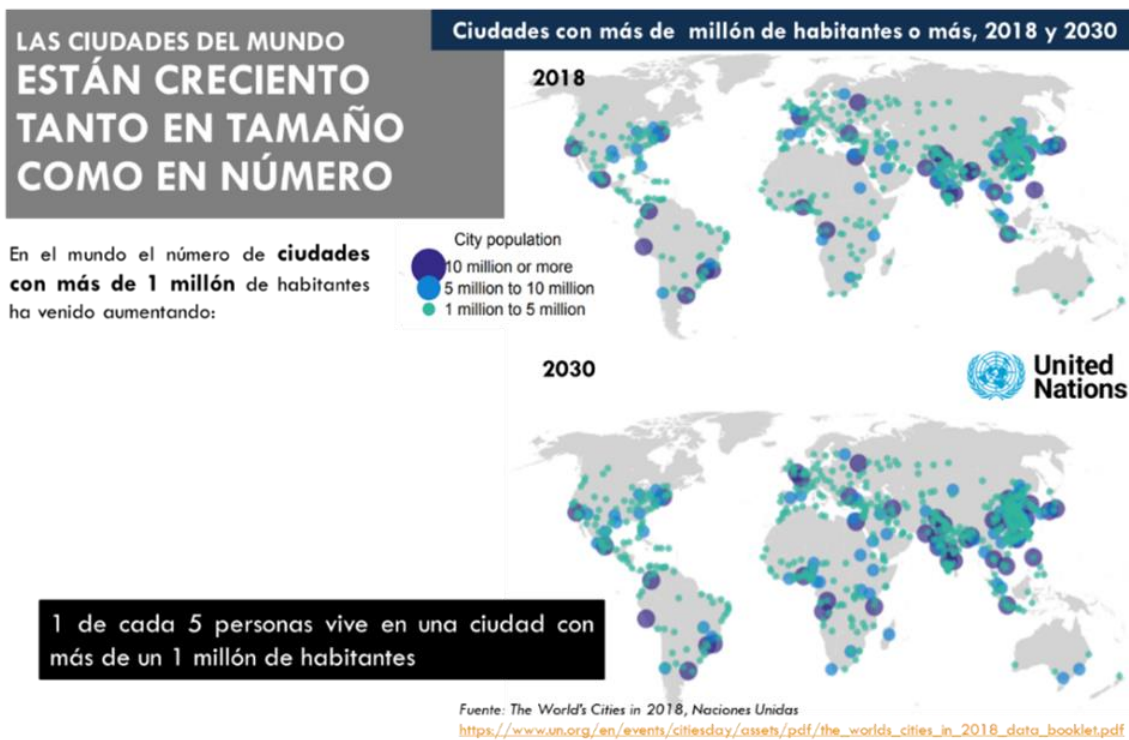 LAS CIUDADES DEL MUNDO
ESTÁN CRECIENTO
TANTO EN TAMAÑO
COMO EN NÚMERO
En el mundo el número de ciudades
con más de 1 millón de habitantes
ha venido aumentando:
Ciudades con más de millón de habitantes o más, 2018 y 2030
2018
City population
10 million or more
5 million to 10 million
1 million to 5 million
2030
United
Nations
1 de cada 5 personas vive en una ciudad con
más de un 1 millón de habitantes
Fuente: The World's Cities in 2018, Naciones Unidas
https://www.un.org/en/events/citiesday/assets/pdf/the_worlds_cities_in_2018_data_booklet.pdf